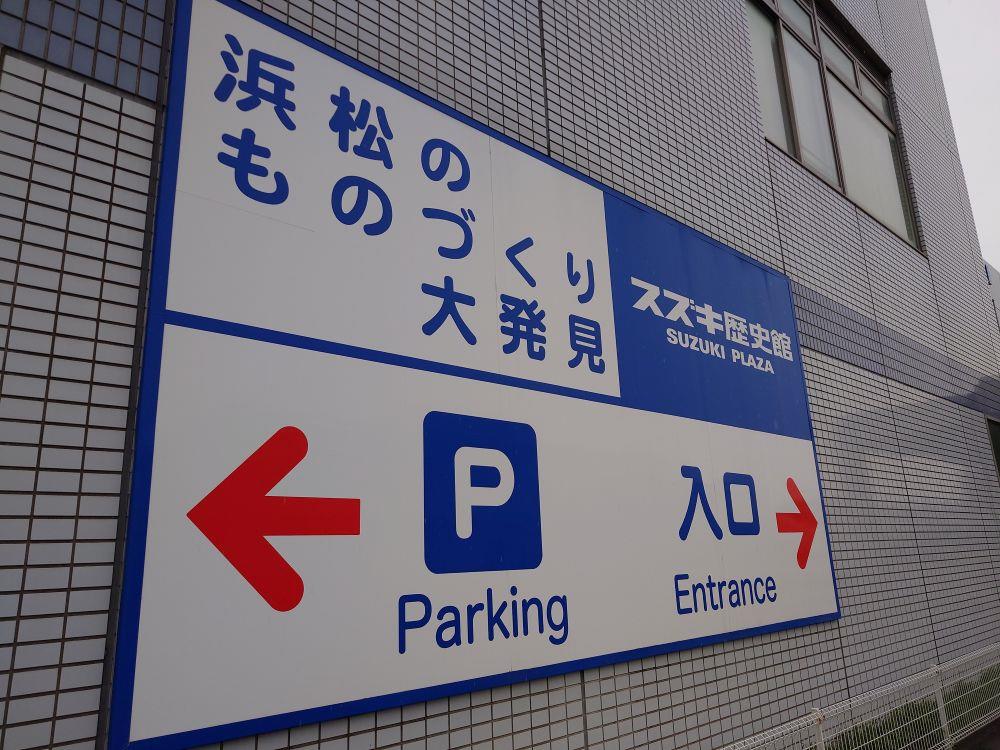 浜松の
ものづくり
大発見
スズキ歴史館
SUZUKI PLAZA
P
Parking
入口
Entrance